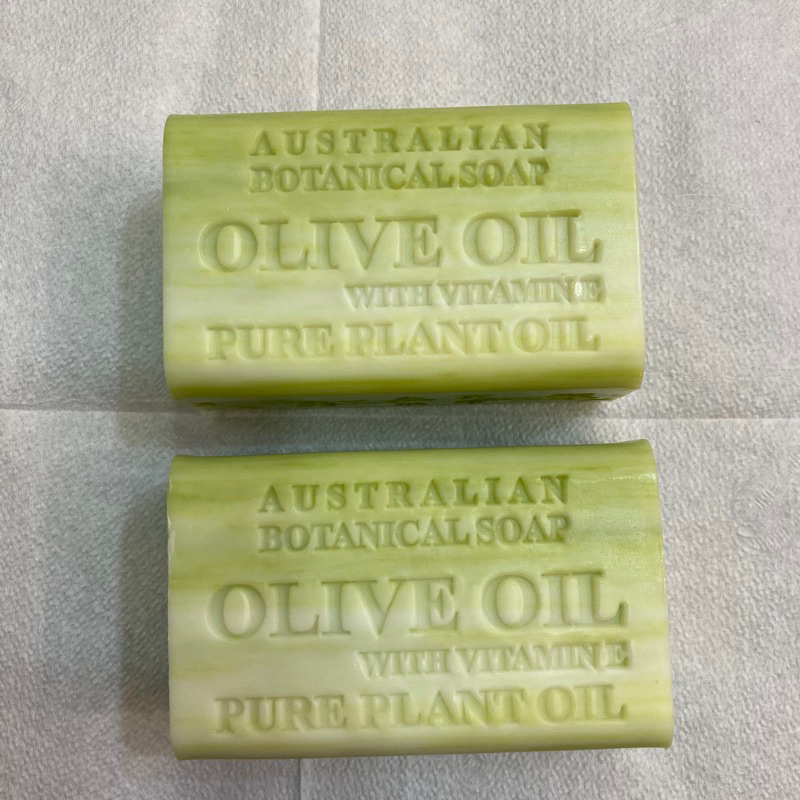 AUSTRALIAN
BOTANICAL SOAP
OLIVE OIL
WITH VITAMIN E
PURE PLANT OIL
AUSTRALIAN
BOTANICAL SOAP
OLIVE OIL
WITH VITAMIN E
PURE PLANT OIL